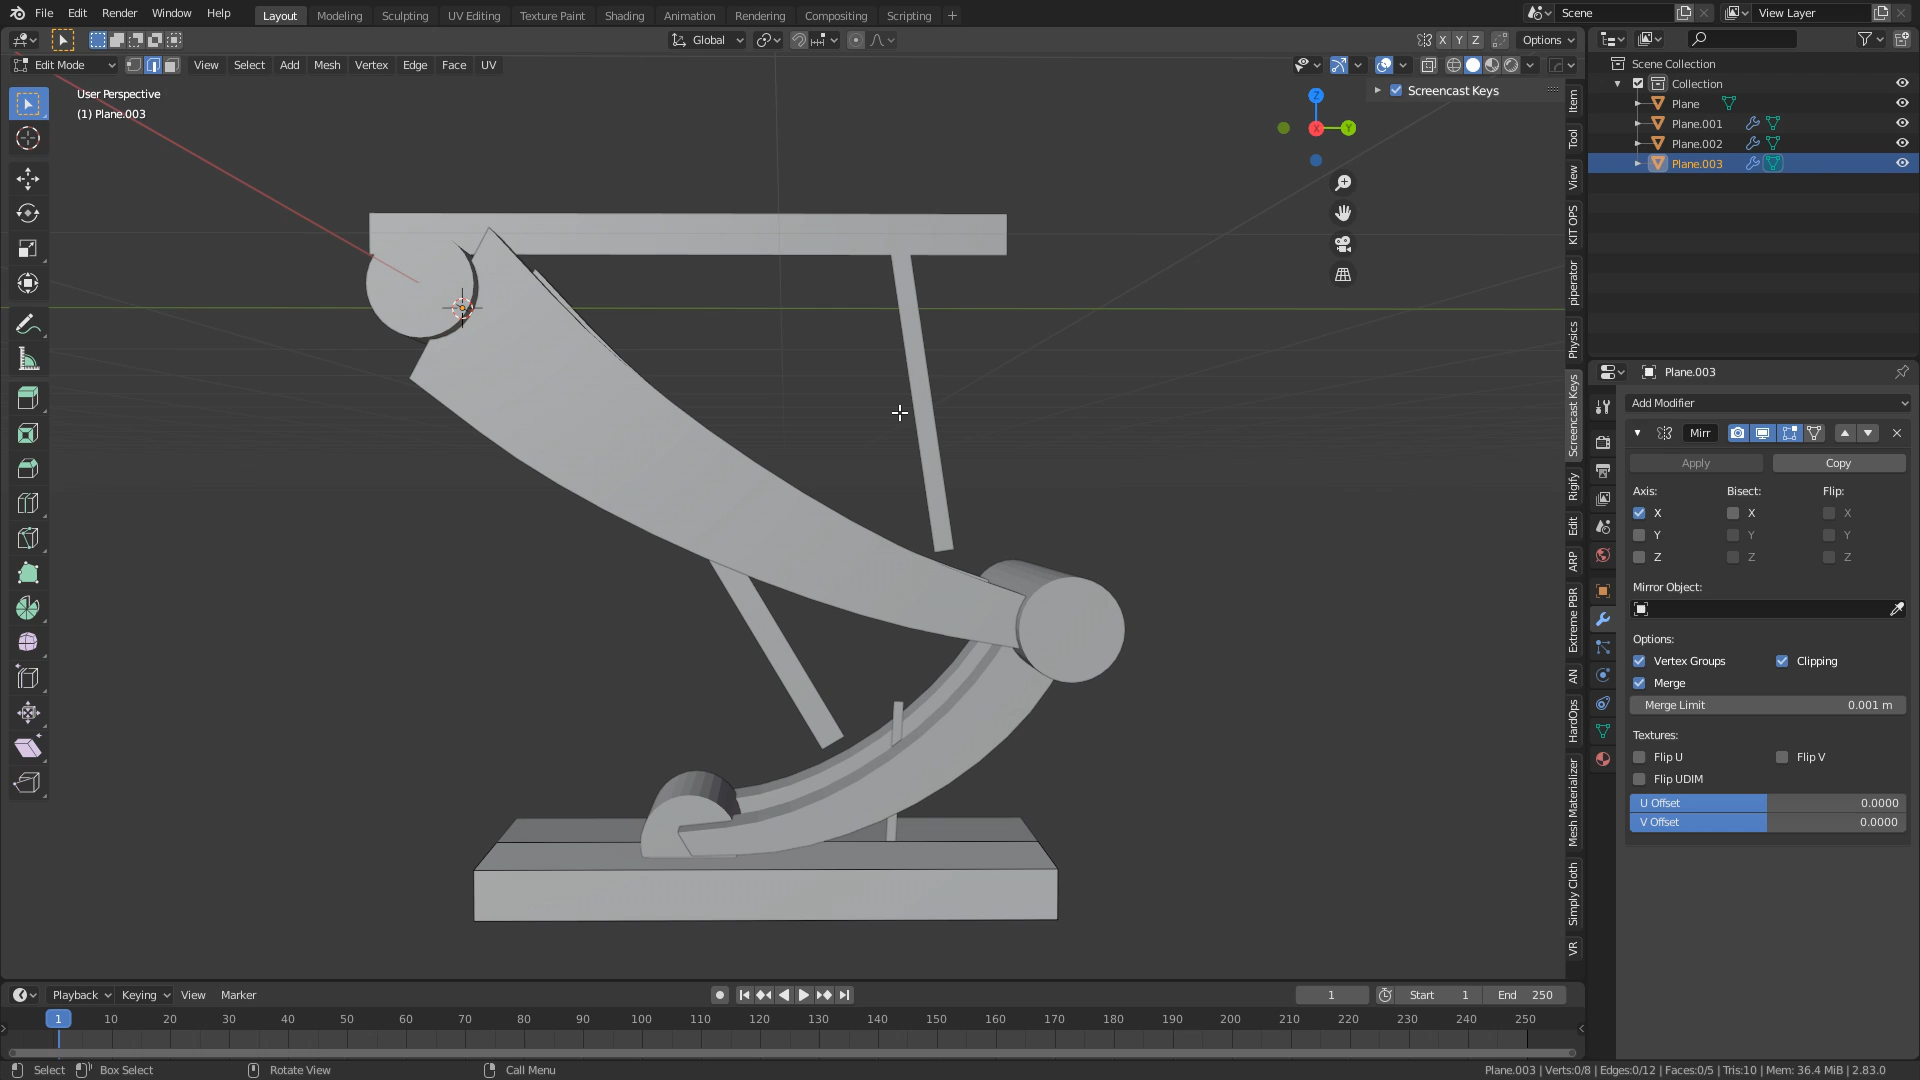 File Edit Render Window Help Layout Modeling Sculpting UV Editing Texture Paint Shading Animation Rendering Compositing Scripting + Scene View Layer
Global X Y Z Options
Edit Mode View Select Add Mesh Vertex Edge Face UV
User Perspective
(1) Plane.003
Z
Y
X
Screencast Keys
Item
Tool
View
KIT OPS
piperator
Physics
Screencast Keys
Rigify
Edit
ARP
Extreme PBR
AN
HardOps
Mesh Materializer
Simply Cloth
VR
Scene Collection
Collection
Plane
Plane.001
Plane.002
Plane.003
Plane.003
Add Modifier
Mirr
Apply Copy
Axis: Bisect: Flip:
X X X
Y Y Y
Z Z Z
Mirror Object:
Options:
Vertex Groups Clipping
Merge
Merge Limit 0.001 m
Textures:
Flip U Flip V
Flip UDIM
U Offset 0.0000
V Offset 0.0000
Playback Keying View Marker 1 Start 1 End 250
1 10 20 30 40 50 60 70 80 90 100 110 120 130 140 150 160 170 180 190 200 210 220 230 240 250
Select Box Select Rotate View Call Menu Plane.003 | Verts:0/8 | Edges:0/12 | Faces:0/5 | Tris:10 | Mem: 36.4 MiB | 2.83.0